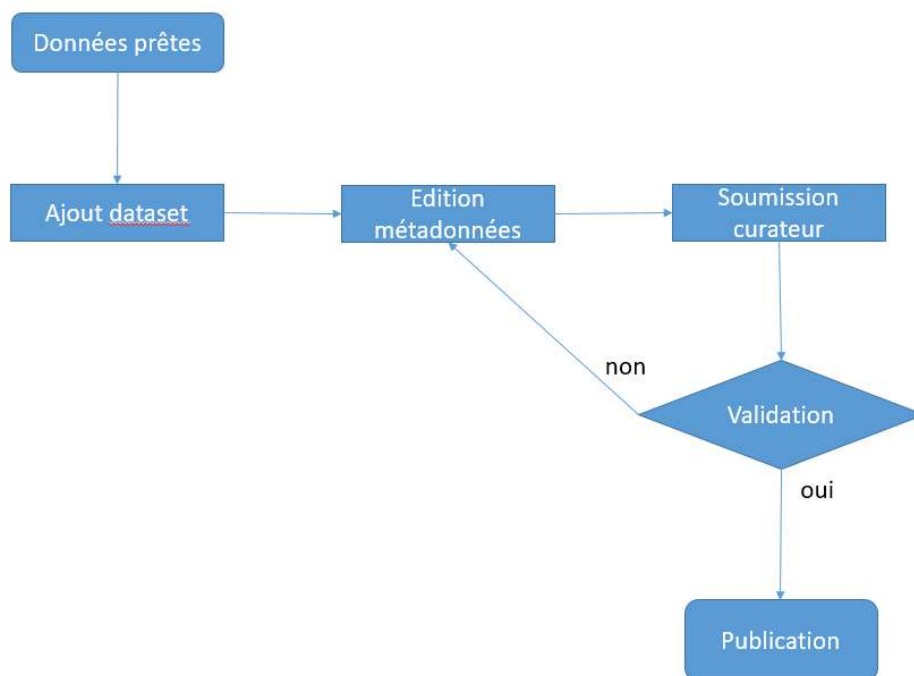 Données prêtes
Ajout dataset
Edition
métadonnées
Soumission
curateur
non
Validation
oui
Publication